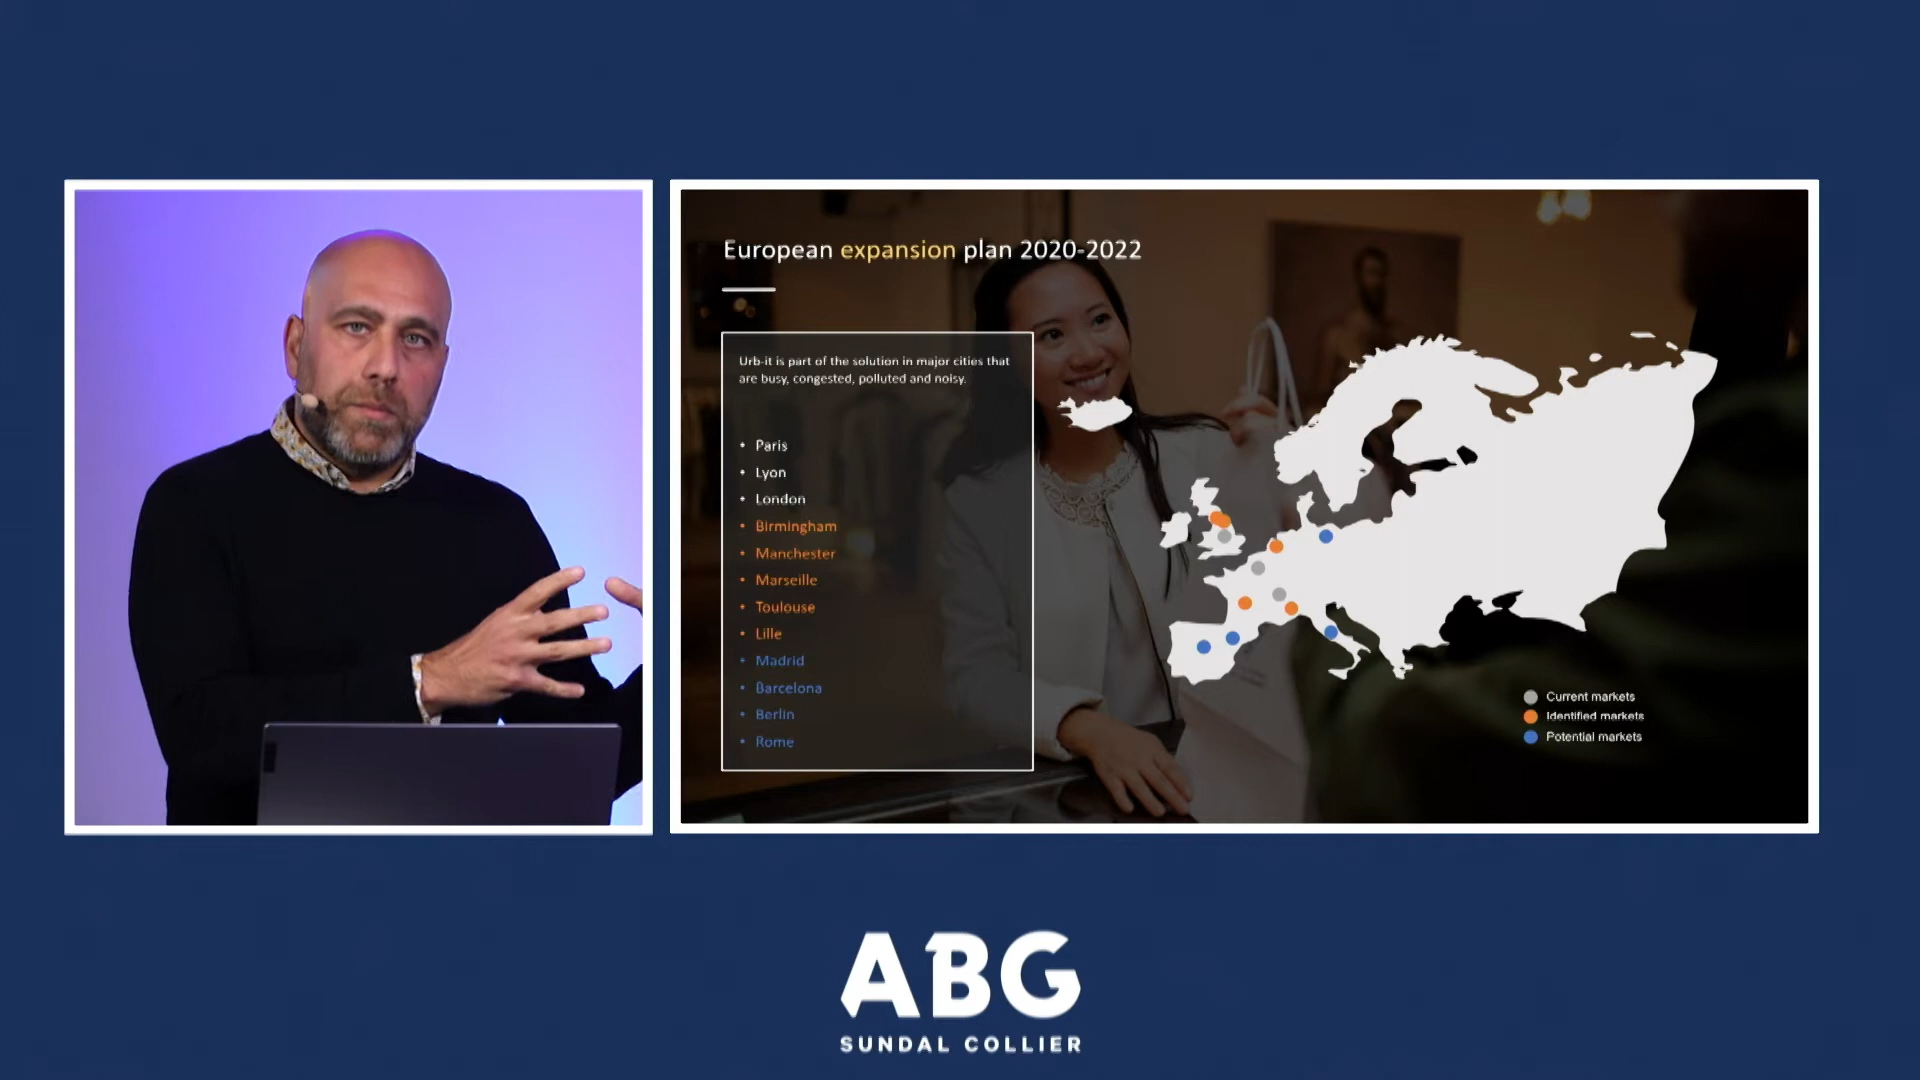 European expansion plan 2020-2022
Urb-it is part of the solution in major cities that
are busy, congested, polluted and noisy.
• Paris
• Lyon
• London
• Birmingham
• Manchester
• Marseille
• Toulouse
• Lille
• Madrid
• Barcelona
• Berlin
• Rome
Current markets
Identified markets
Potential markets
ABG
SUNDAL COLLIER